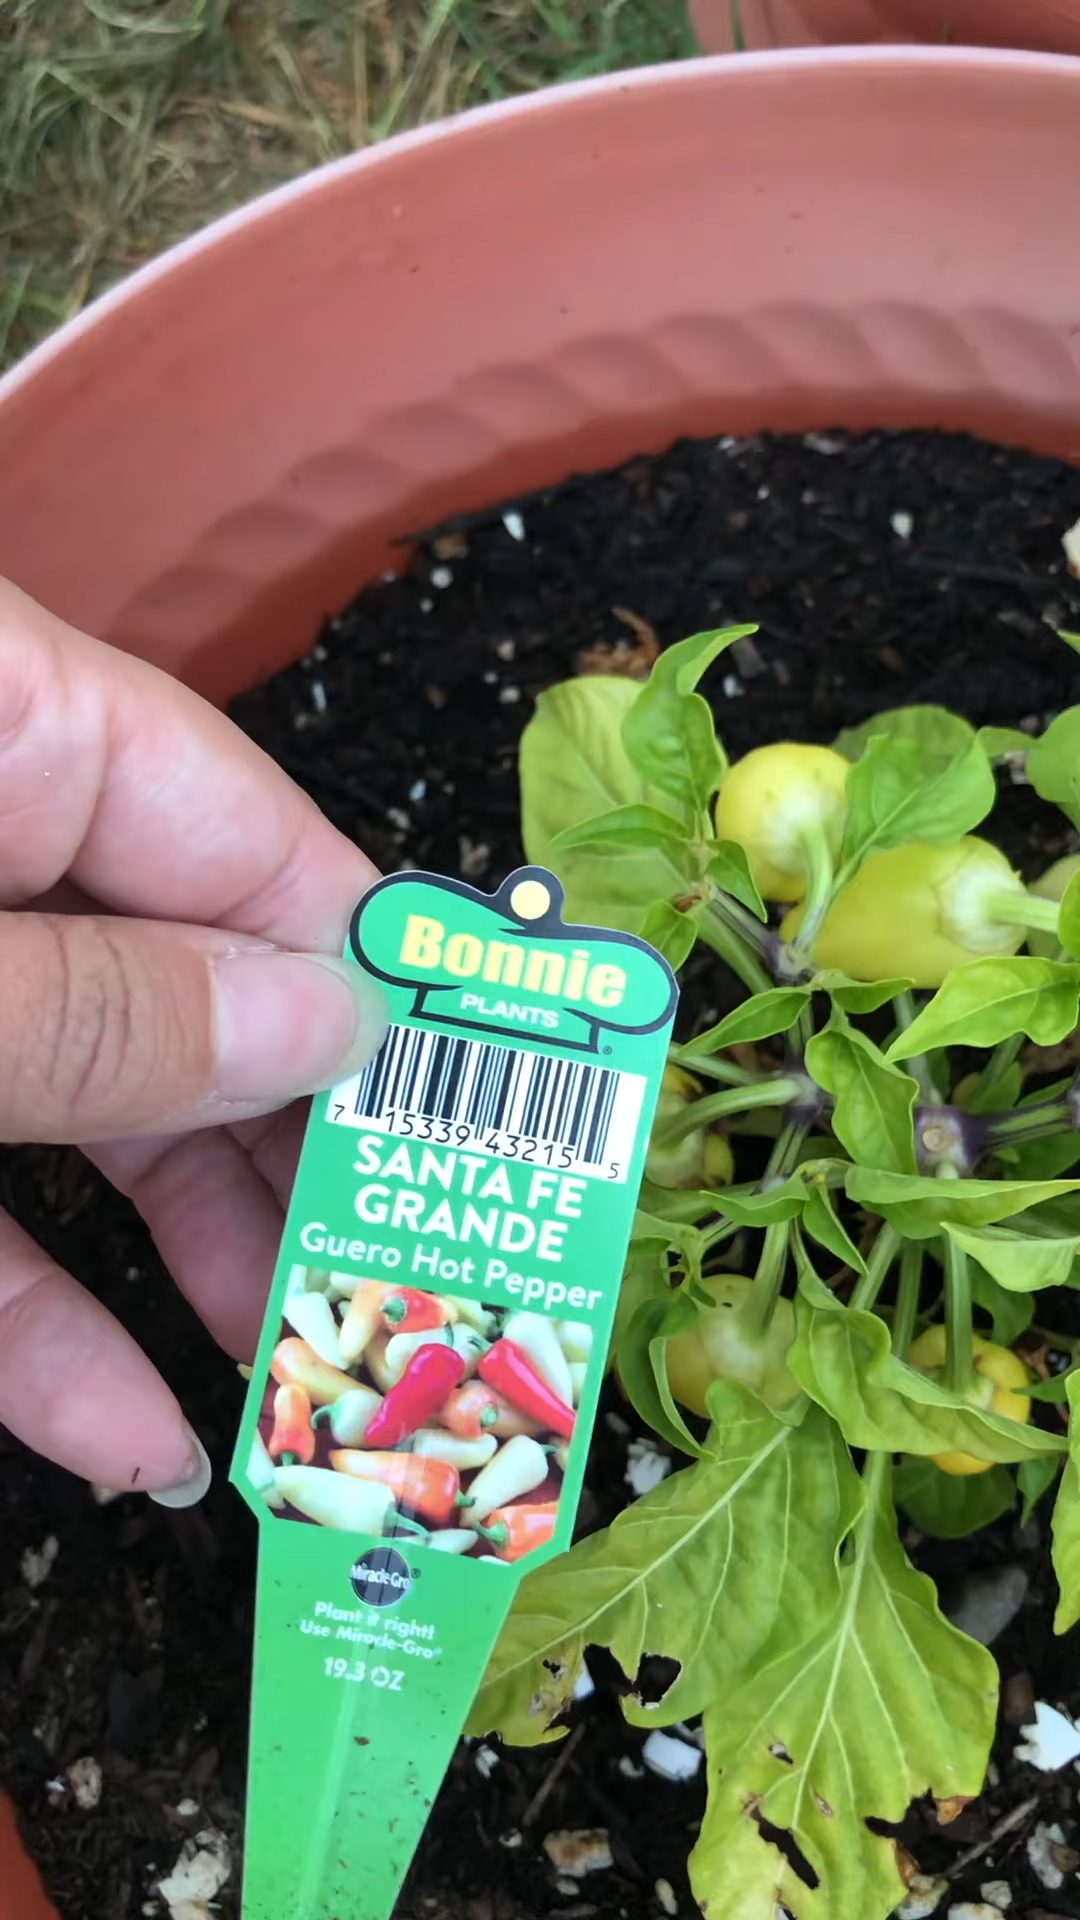 Bonnie
PLANTS®
7 15339 43215 5
SANTA FE
GRANDE
Guero Hot Pepper
Miracle-Gro®
Plant it right!
Use Miracle-Gro®
19.3 OZ